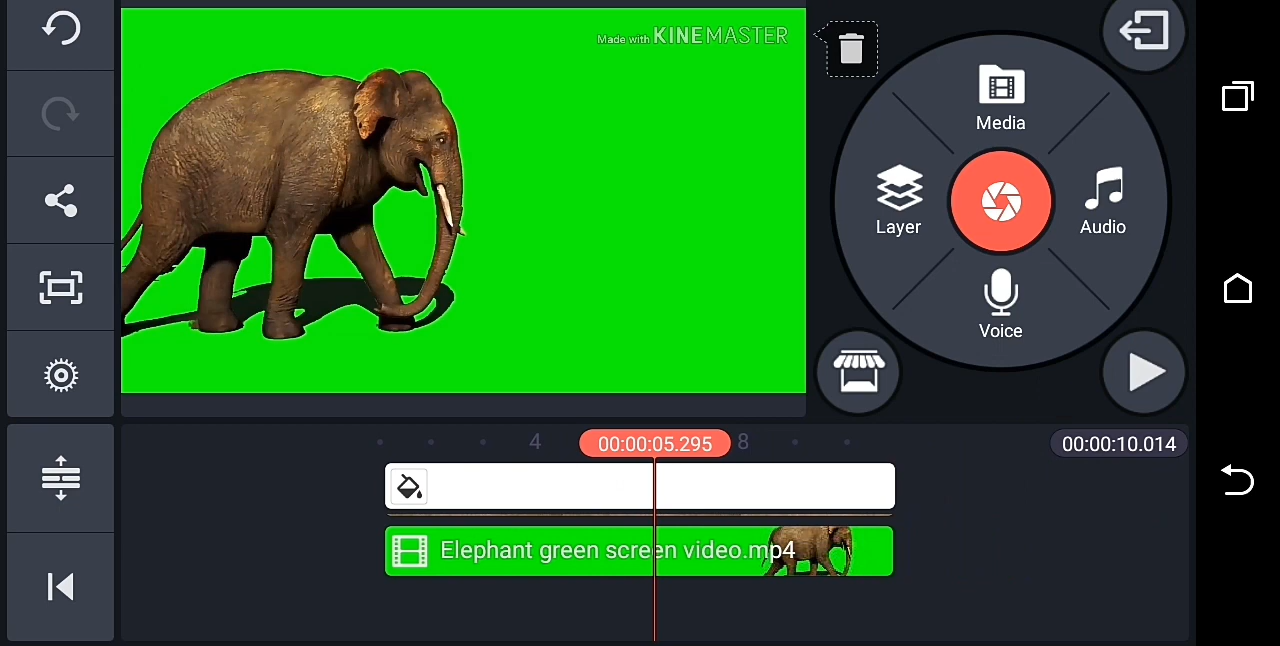 Made with KINEMASTER
Media
Layer
Audio
Voice
4
00:00:05.295
8
00:00:10.014
Elephant green screen video.mp4